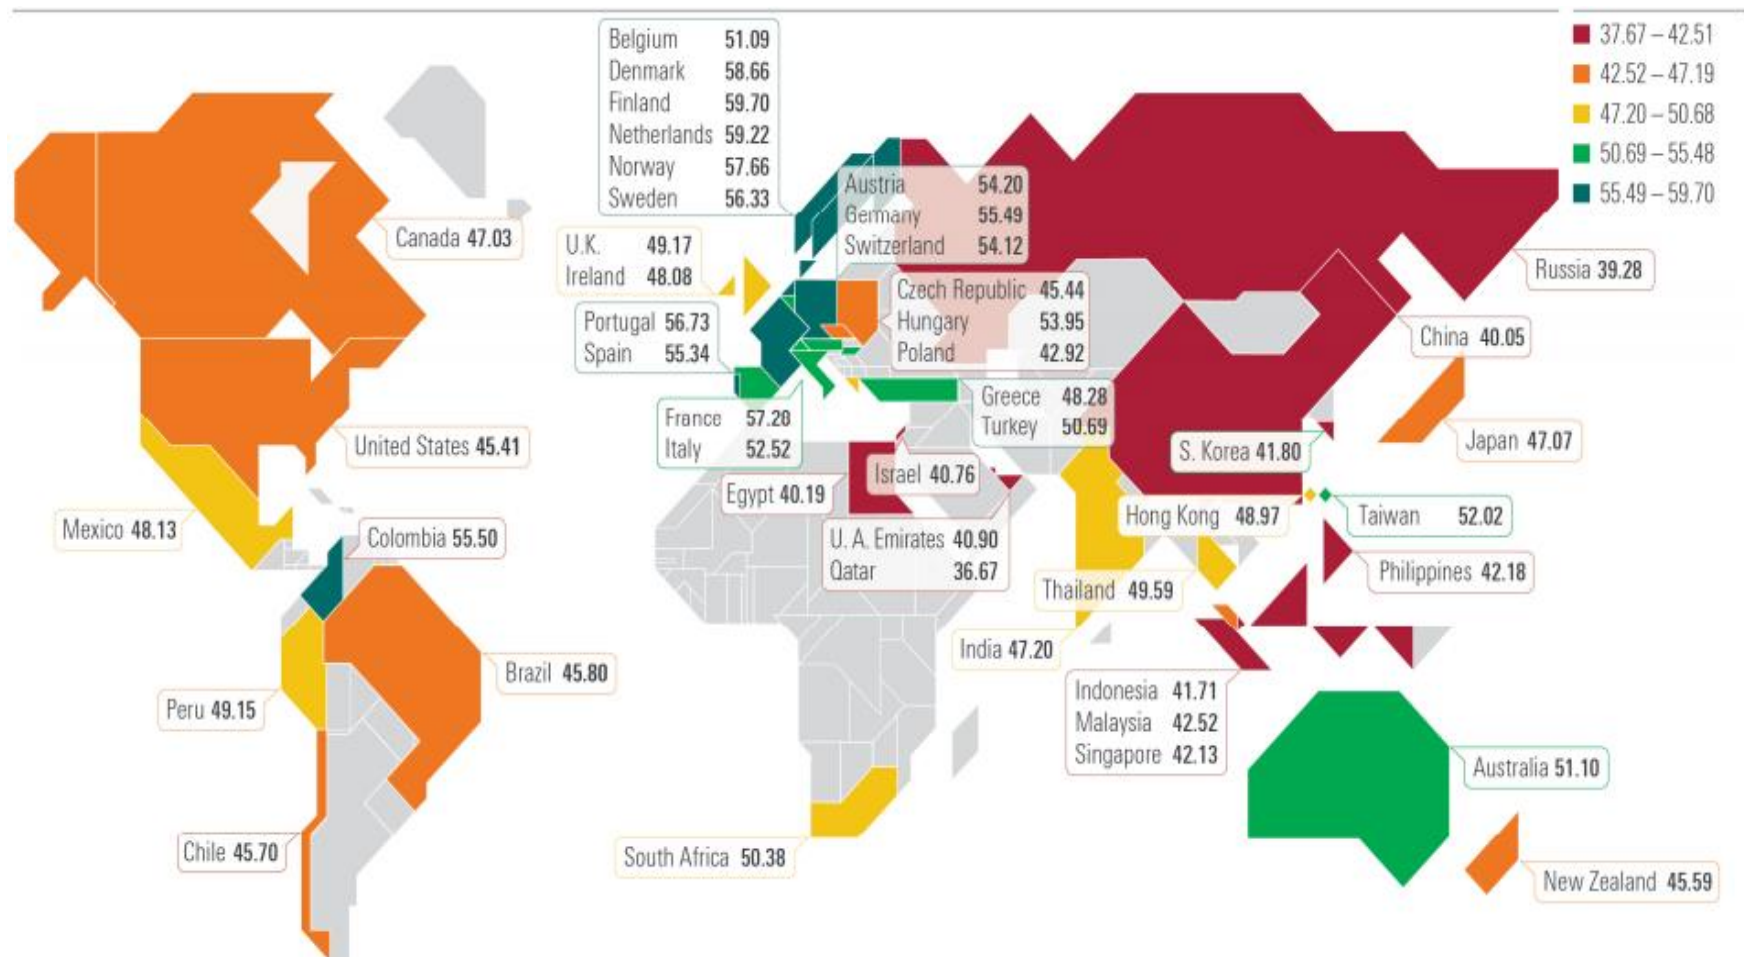 37.67 – 42.51
42.52 – 47.19
47.20 – 50.68
50.69 – 55.48
55.49 – 59.70
Belgium 51.09
Denmark 58.66
Finland 59.70
Netherlands 59.22
Norway 57.66
Sweden 56.33
Austria 54.20
Germany 55.49
Switzerland 54.12
Canada 47.03
U.K. 49.17
Ireland 48.08
Russia 39.28
Czech Republic 45.44
Hungary 53.95
Poland 42.92
Portugal 56.73
Spain 55.34
China 40.05
Greece 48.28
Turkey 50.69
France 57.20
Italy 52.52
United States 45.41
S. Korea 41.80
Japan 47.07
Israel 40.76
Egypt 40.19
Mexico 48.13
Colombia 55.50
Hong Kong 48.97
Taiwan 52.02
U. A. Emirates 40.90
Qatar 36.67
Philippines 42.18
Thailand 49.59
India 47.20
Brazil 45.80
Peru 49.15
Indonesia 41.71
Malaysia 42.52
Singapore 42.13
Australia 51.10
Chile 45.70
South Africa 50.38
New Zealand 45.59